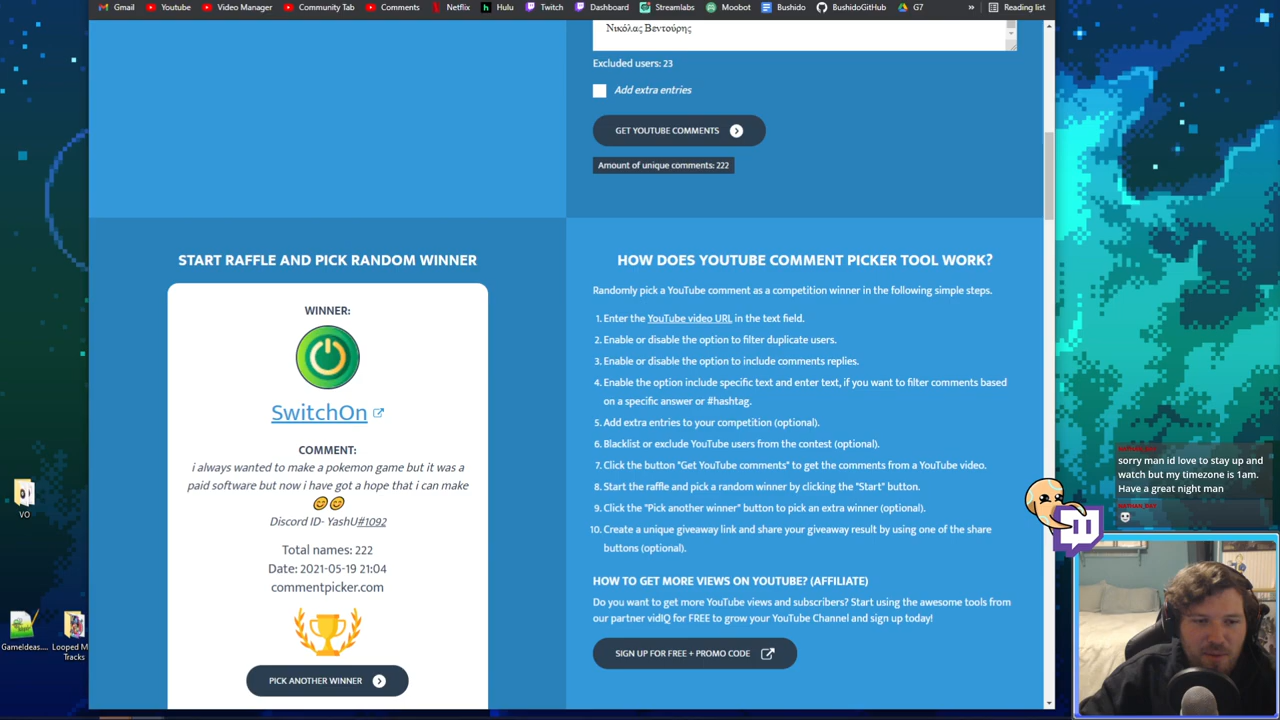 Gmail
Youtube
Video Manager
Community Tab
Comments
Netflix
Hulu
Twitch
Dashboard
Streamlabs
Moobot
Bushido
BushidoGitHub
G7
»
Reading list
Νικόλας Βεντούρης
Excluded users: 23
Add extra entries
GET YOUTUBE COMMENTS
Amount of unique comments: 222
START RAFFLE AND PICK RANDOM WINNER
WINNER:
SwitchOn
COMMENT:
i always wanted to make a pokemon game but it was a
paid software but now i have got a hope that i can make
Discord ID- YashU#1092
Total names: 222
Date: 2021-05-19 21:04
commentpicker.com
PICK ANOTHER WINNER
HOW DOES YOUTUBE COMMENT PICKER TOOL WORK?
Randomly pick a YouTube comment as a competition winner in the following simple steps.
1. Enter the YouTube video URL in the text field.
2. Enable or disable the option to filter duplicate users.
3. Enable or disable the option to include comments replies.
4. Enable the option include specific text and enter text, if you want to filter comments based
on a specific answer or #hashtag.
5. Add extra entries to your competition (optional).
6. Blacklist or exclude YouTube users from the contest (optional).
7. Click the button "Get YouTube comments" to get the comments from a YouTube video.
8. Start the raffle and pick a random winner by clicking the "Start" button.
9. Click the "Pick another winner" button to pick an extra winner (optional).
10. Create a unique giveaway link and share your giveaway result by using one of the share
buttons (optional).
HOW TO GET MORE VIEWS ON YOUTUBE? (AFFILIATE)
Do you want to get more YouTube views and subscribers? Start using the awesome tools from
our partner vidIQ for FREE to grow your YouTube Channel and sign up today!
SIGN UP FOR FREE + PROMO CODE
sorry man id love to stay up and
watch but my timezone is 1am.
Have a great night man
VO
GameIdeas....
Looped M
Tracks